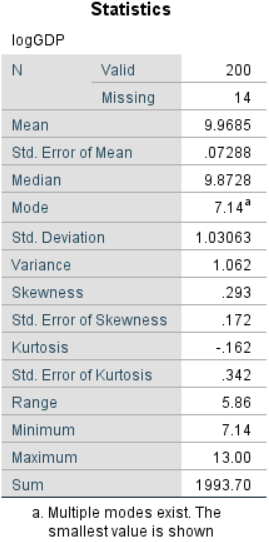 Statistics
logGDP
N Valid 200
Missing 14
Mean 9.9685
Std. Error of Mean .07288
Median 9.8728
Mode 7.14a
Std. Deviation 1.03063
Variance 1.062
Skewness .293
Std. Error of Skewness .172
Kurtosis -.162
Std. Error of Kurtosis .342
Range 5.86
Minimum 7.14
Maximum 13.00
Sum 1993.70
a. Multiple modes exist. The
smallest value is shown